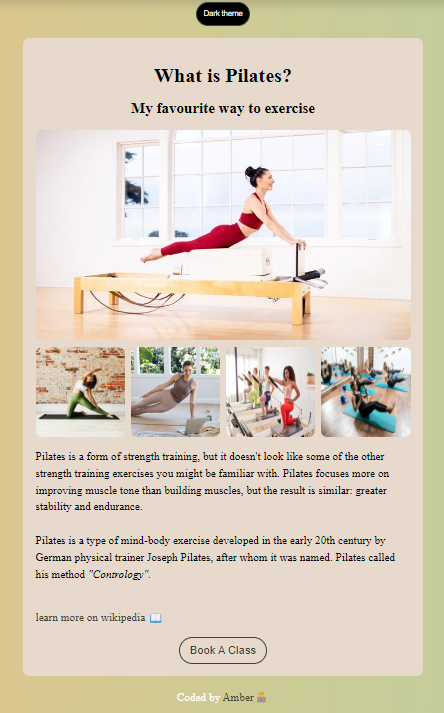 Dark theme
What is Pilates?
My favourite way to exercise
Pilates is a form of strength training, but it doesn't look like some of the other
strength training exercises you might be familiar with. Pilates focuses more on
improving muscle tone than building muscles, but the result is similar: greater
stability and endurance.
Pilates is a type of mind-body exercise developed in the early 20th century by
German physical trainer Joseph Pilates, after whom it was named. Pilates called
his method "Contrology".
learn more on wikipedia 📖
Book A Class
Coded by Amber